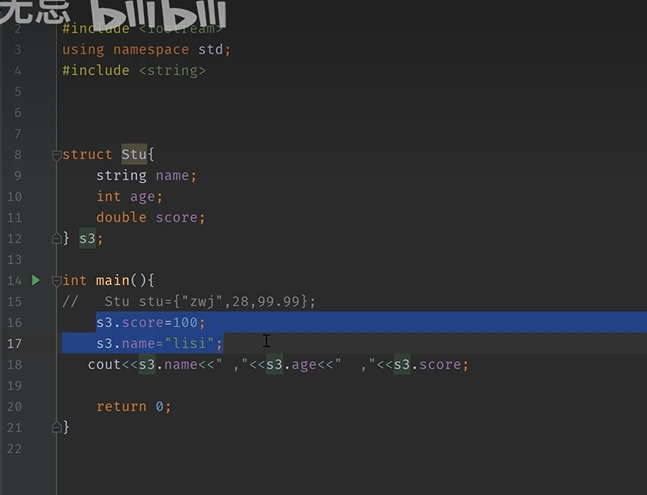 无忌 bilibili
2 #include <iostream>
3 using namespace std;
4 #include <string>
5
6
7
8 struct Stu{
9 string name;
10 int age;
11 double score;
12 } s3;
13
14 int main(){
15 // Stu stu={"zwj",28,99.99};
16 s3.score=100;
17 s3.name="lisi";
18 cout<<s3.name<<" ,"<<s3.age<<"  ,"<<s3.score;
19
20 return 0;
21 }
22